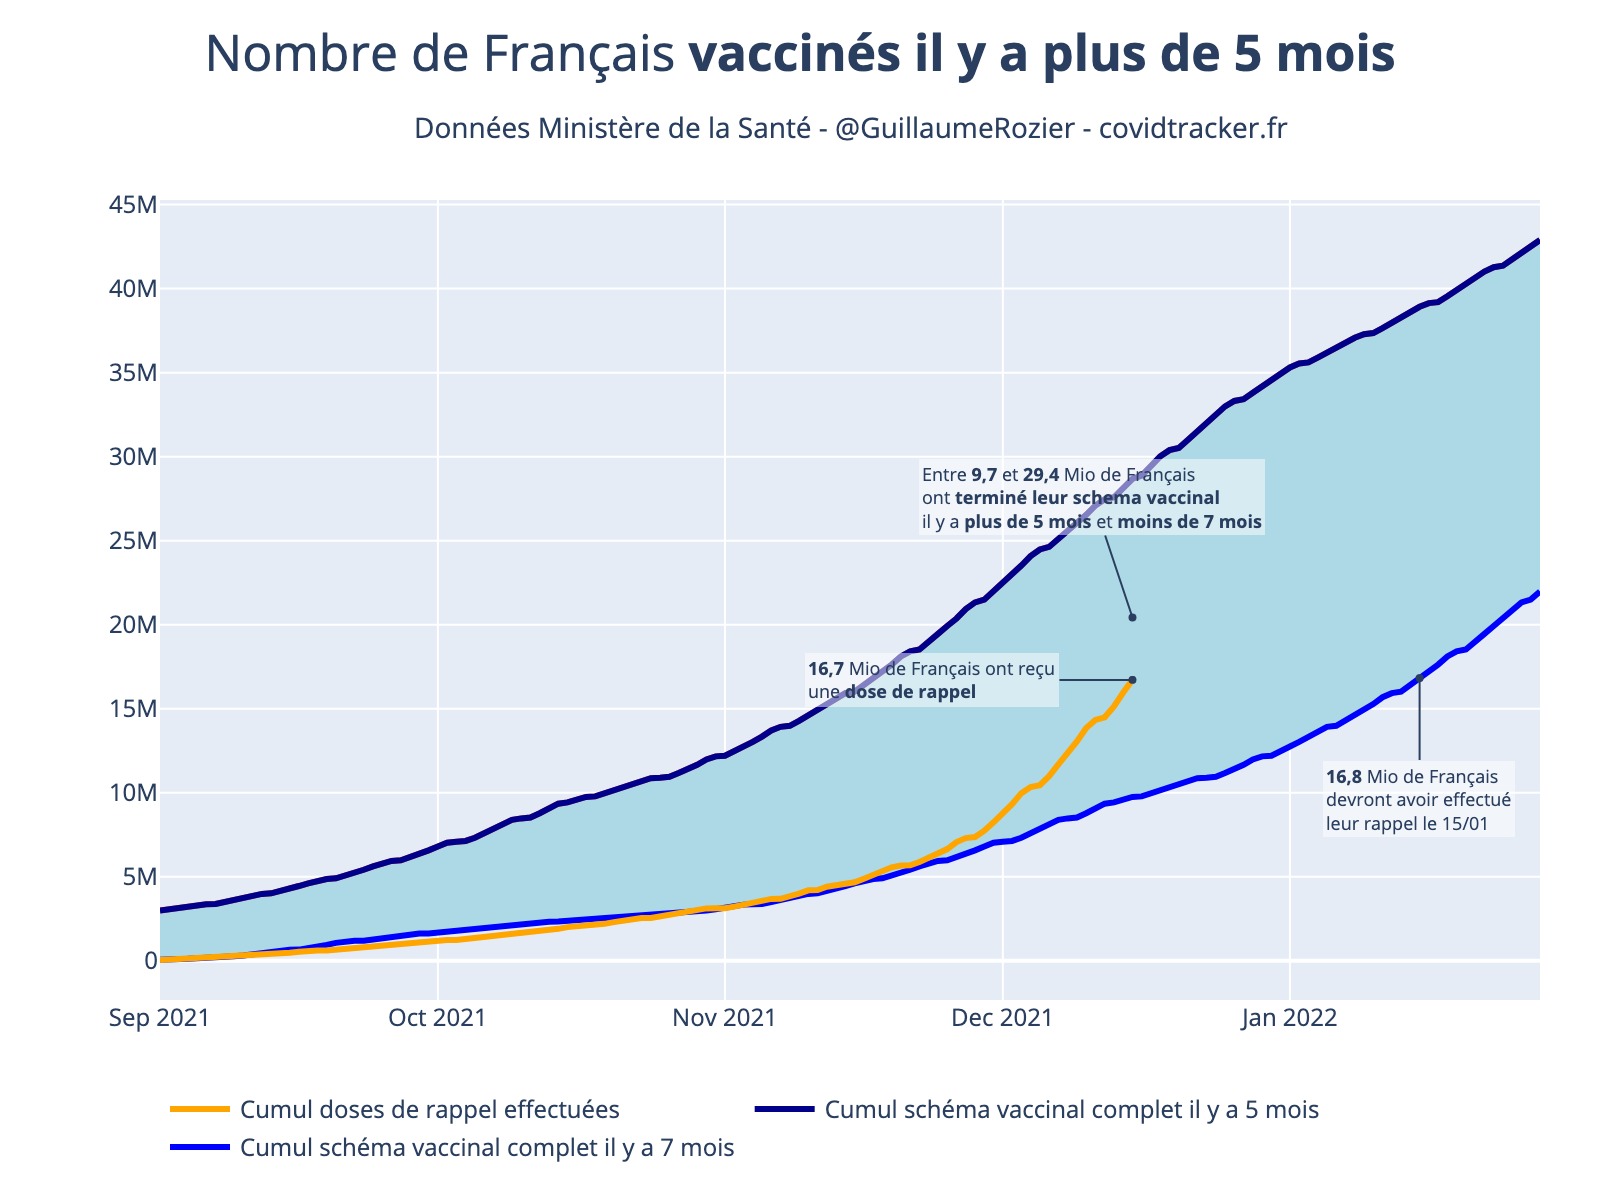 Nombre de Français vaccinés il y a plus de 5 mois
Données Ministère de la Santé - @GuillaumeRozier - covidtracker.fr
45M
40M
35M
30M
25M
20M
15M
10M
5M
0
Entre 9,7 et 29,4 Mio de Français
ont terminé leur schema vaccinal
il y a plus de 5 mois et moins de 7 mois
16,7 Mio de Français ont reçu
une dose de rappel
16,8 Mio de Français
devront avoir effectué
leur rappel le 15/01
Sep 2021
Oct 2021
Nov 2021
Dec 2021
Jan 2022
Cumul doses de rappel effectuées
Cumul schéma vaccinal complet il y a 5 mois
Cumul schéma vaccinal complet il y a 7 mois